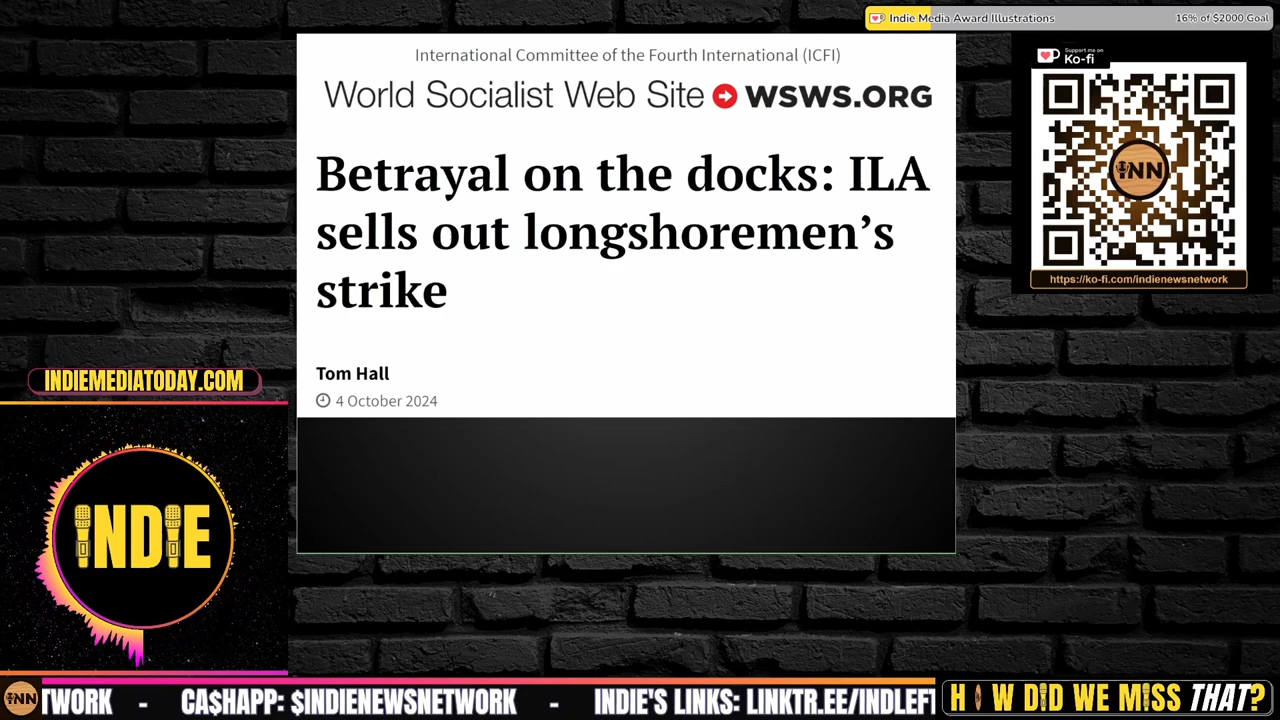 Indie Media Award Illustrations
16% of $2000 Goal
International Committee of the Fourth International (ICFI)
World Socialist Web Site WSWS.ORG
Betrayal on the docks: ILA
sells out longshoremen’s
strike
Tom Hall
4 October 2024
Support me on
Ko-fi
INN
https://ko-fi.com/indienewsnetwork
INDIEMEDIATODAY.COM
INDIE
INN
TWORK - CA$HAPP: $INDIENEWSNETWORK - INDIE'S LINKS: LINKTR.EE/INDLEFT
HOW DID WE MISS THAT?